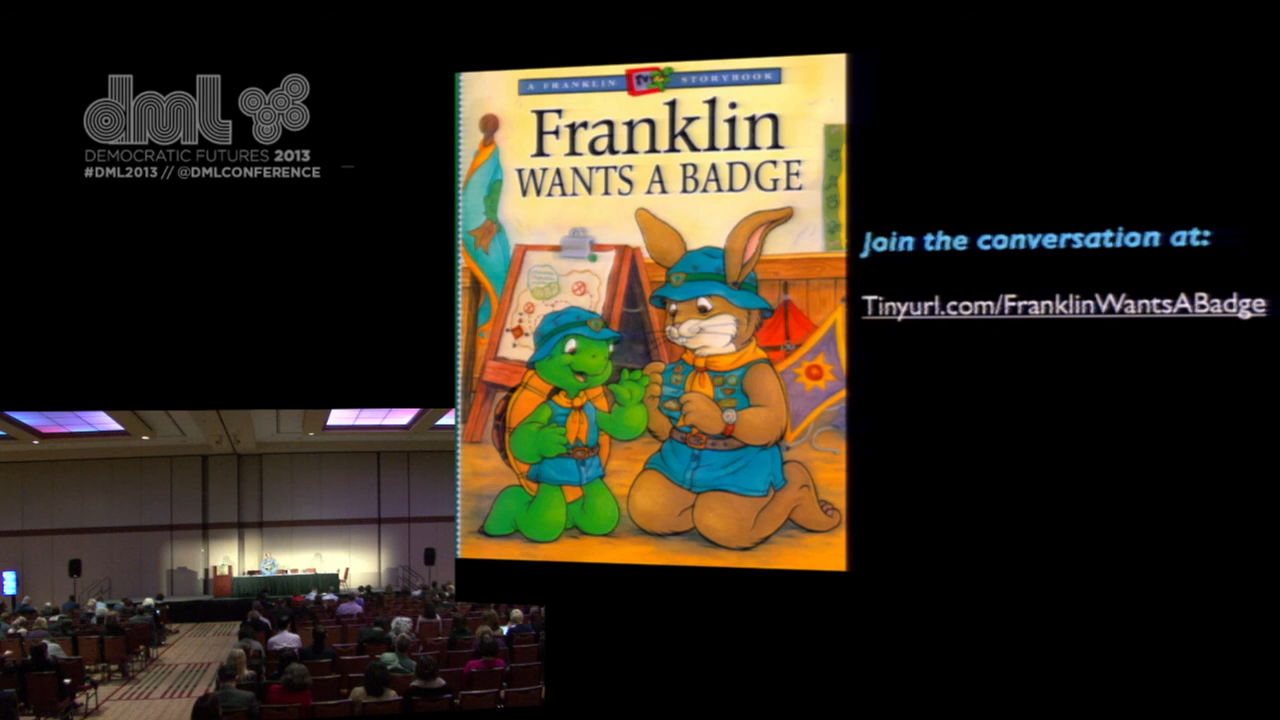 dml
DEMOCRATIC FUTURES 2013
#DML2013 // @DMLCONFERENCE
A FRANKLIN TV STORYBOOK
Franklin
WANTS A BADGE
Join the conversation at:
Tinyurl.com/FranklinWantsABadge